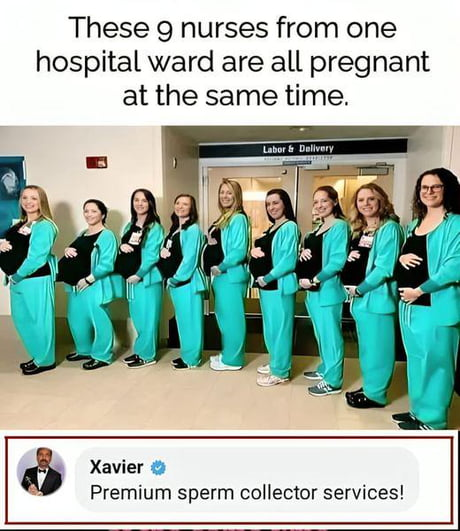 These 9 nurses from one
hospital ward are all pregnant
at the same time.
Labor & Delivery
Xavier
Premium sperm collector services!